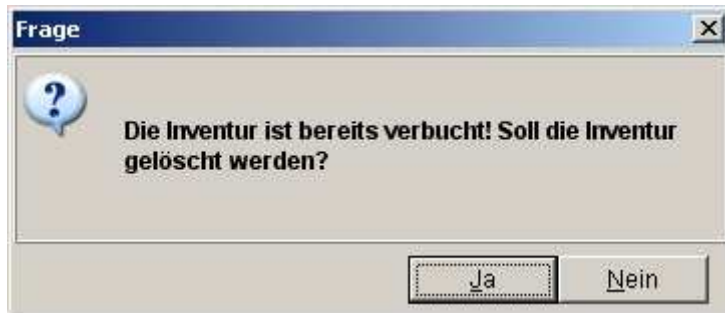 Frage
Die Inventur ist bereits verbucht! Soll die Inventur
gelöscht werden?
Ja
Nein